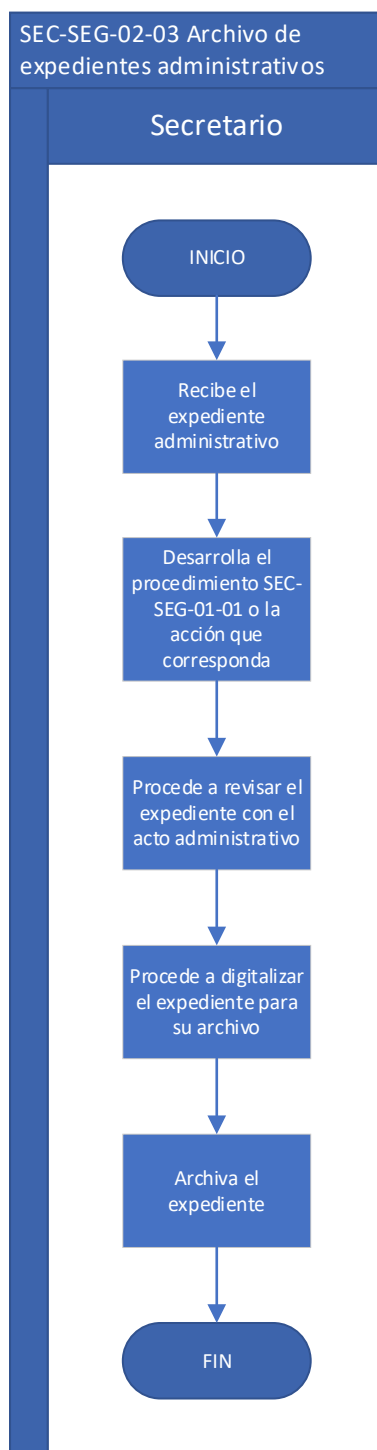 SEC-SEG-02-03 Archivo de
expedientes administrativos
Secretario
INICIO
Recibe el
expediente
administrativo
Desarrolla el
procedimiento SEC-
SEG-01-01 o la
acción que
corresponda
Procede a revisar el
expediente con el
acto administrativo
Procede a digitalizar
el expediente para
su archivo
Archiva el
expediente
FIN